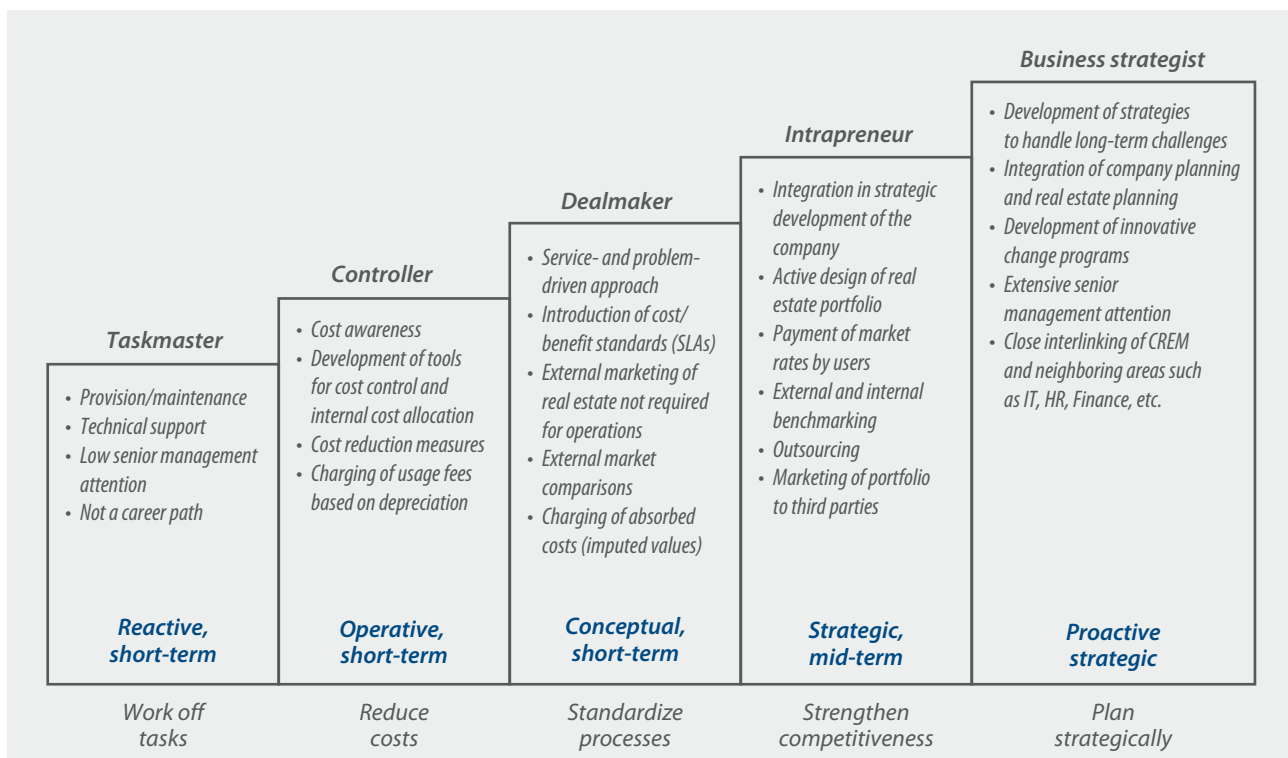 Taskmaster
• Provision/maintenance
• Technical support
• Low senior management
attention
• Not a career path
Reactive,
short-term
Work off
tasks
Controller
• Cost awareness
• Development of tools
for cost control and
internal cost allocation
• Cost reduction measures
• Charging of usage fees
based on depreciation
Operative,
short-term
Reduce
costs
Dealmaker
• Service- and problem-
driven approach
• Introduction of cost/
benefit standards (SLAs)
• External marketing of
real estate not required
for operations
• External market
comparisons
• Charging of absorbed
costs (imputed values)
Conceptual,
short-term
Standardize
processes
Intrapreneur
• Integration in strategic
development of the
company
• Active design of real
estate portfolio
• Payment of market
rates by users
• External and internal
benchmarking
• Outsourcing
• Marketing of portfolio
to third parties
Strategic,
mid-term
Strengthen
competitiveness
Business strategist
• Development of strategies
to handle long-term challenges
• Integration of company planning
and real estate planning
• Development of innovative
change programs
• Extensive senior
management attention
• Close interlinking of CREM
and neighboring areas such
as IT, HR, Finance, etc.
Proactive
strategic
Plan
strategically